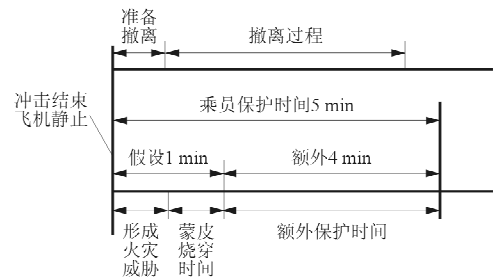 准备
撤离
撤离过程
冲击结束
飞机静止
乘员保护时间5 min
假设1 min
额外4 min
形成
火灾
威胁
蒙皮
烧穿
时间
额外保护时间